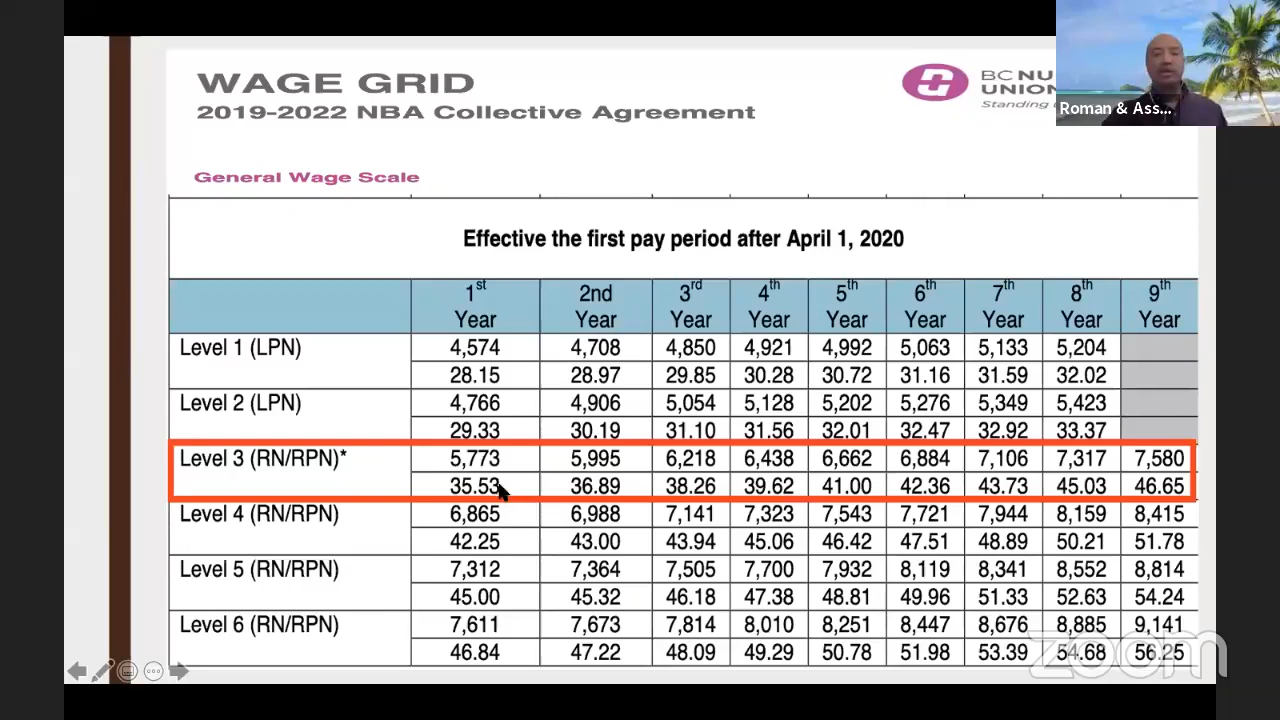 WAGE GRID
2019-2022 NBA Collective Agreement
BC NU
UNION
Standing
Roman & Ass...
General Wage Scale
Effective the first pay period after April 1, 2020
1st Year 2nd Year 3rd Year 4th Year 5th Year 6th Year 7th Year 8th Year 9th Year
Level 1 (LPN) 4,574 4,708 4,850 4,921 4,992 5,063 5,133 5,204
28.15 28.97 29.85 30.28 30.72 31.16 31.59 32.02
Level 2 (LPN) 4,766 4,906 5,054 5,128 5,202 5,276 5,349 5,423
29.33 30.19 31.10 31.56 32.01 32.47 32.92 33.37
Level 3 (RN/RPN)* 5,773 5,995 6,218 6,438 6,662 6,884 7,106 7,317 7,580
35.53 36.89 38.26 39.62 41.00 42.36 43.73 45.03 46.65
Level 4 (RN/RPN) 6,865 6,988 7,141 7,323 7,543 7,721 7,944 8,159 8,415
42.25 43.00 43.94 45.06 46.42 47.51 48.89 50.21 51.78
Level 5 (RN/RPN) 7,312 7,364 7,505 7,700 7,932 8,119 8,341 8,552 8,814
45.00 45.32 46.18 47.38 48.81 49.96 51.33 52.63 54.24
Level 6 (RN/RPN) 7,611 7,673 7,814 8,010 8,251 8,447 8,676 8,885 9,141
46.84 47.22 48.09 49.29 50.78 51.98 53.39 54.68 56.25
zoom